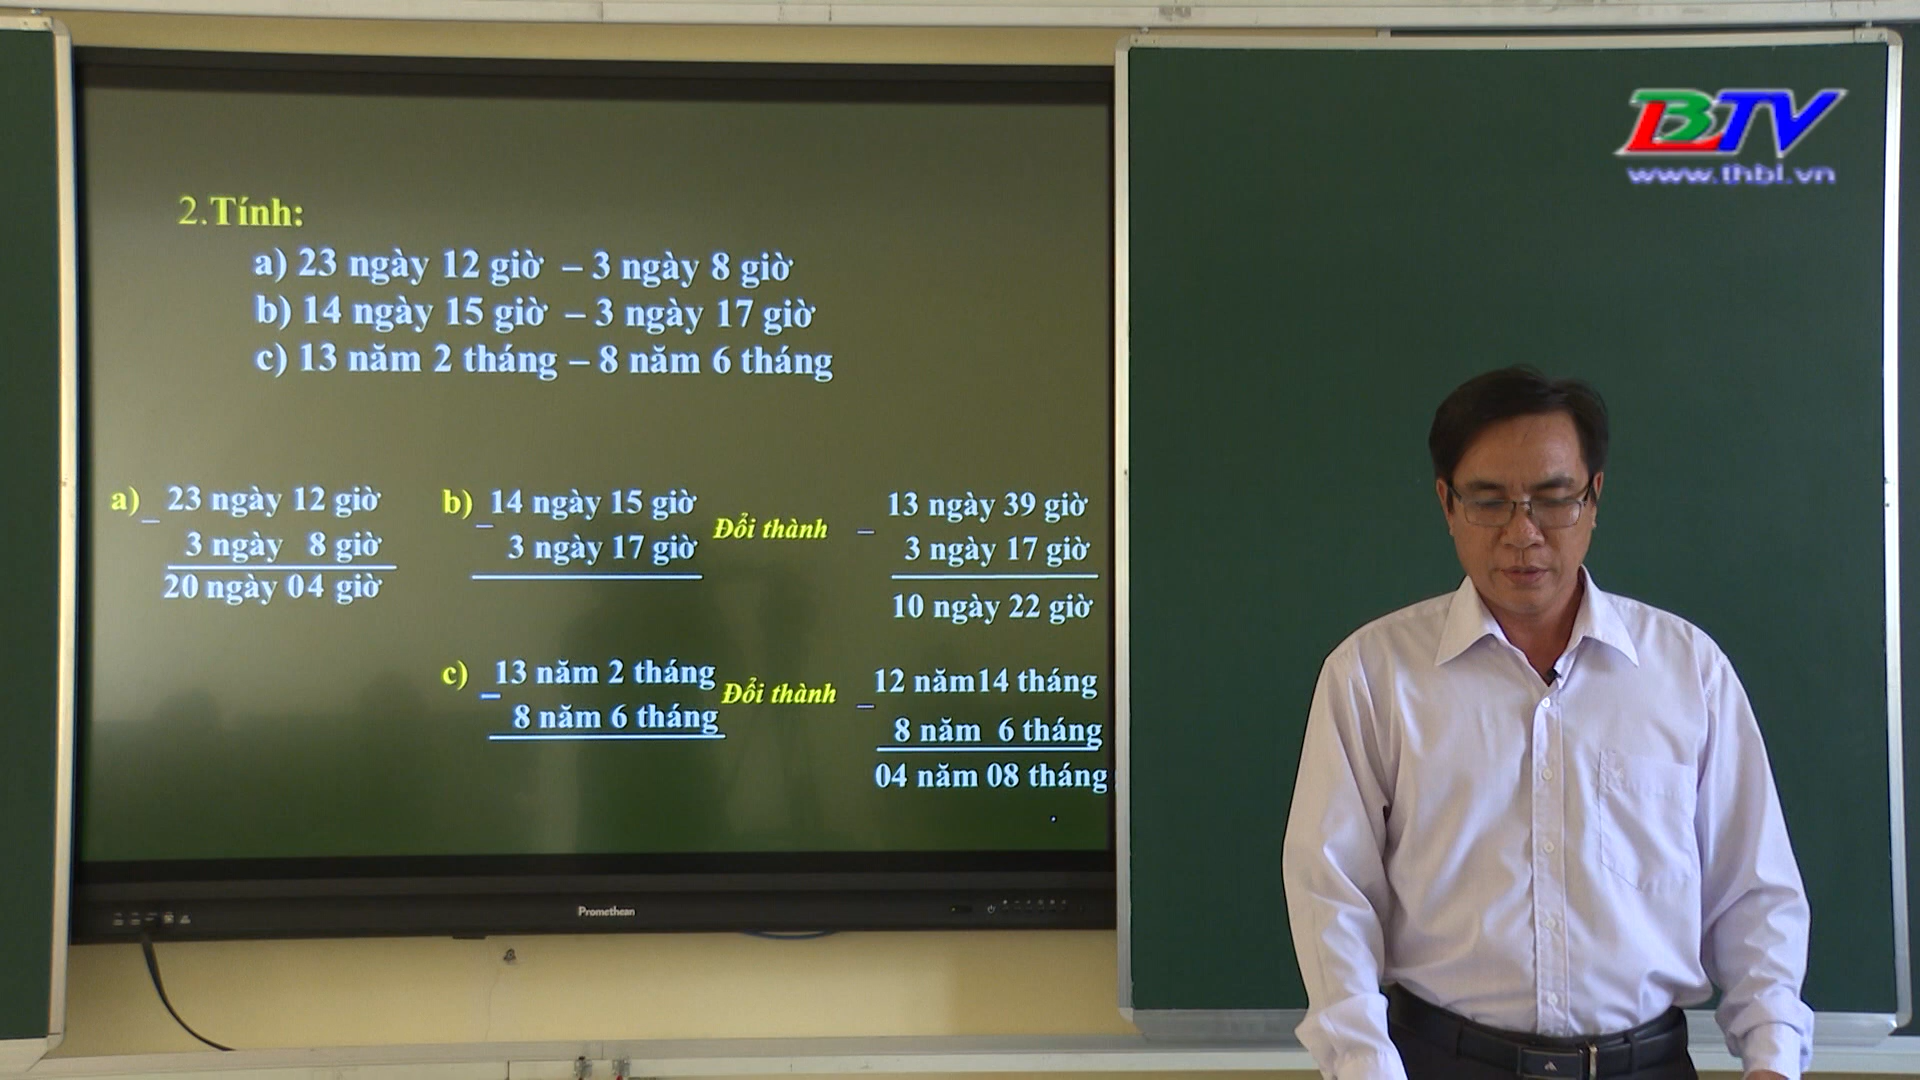 BTV
www.thbl.vn
2.Tính:
a) 23 ngày 12 giờ – 3 ngày 8 giờ
b) 14 ngày 15 giờ – 3 ngày 17 giờ
c) 13 năm 2 tháng – 8 năm 6 tháng
a) _ 23 ngày 12 giờ
3 ngày 8 giờ
20 ngày 04 giờ
b) _ 14 ngày 15 giờ
3 ngày 17 giờ
Đổi thành
_ 13 ngày 39 giờ
3 ngày 17 giờ
10 ngày 22 giờ
c) _ 13 năm 2 tháng
8 năm 6 tháng
Đổi thành
_ 12 năm14 tháng
8 năm 6 tháng
04 năm 08 tháng
Promethean